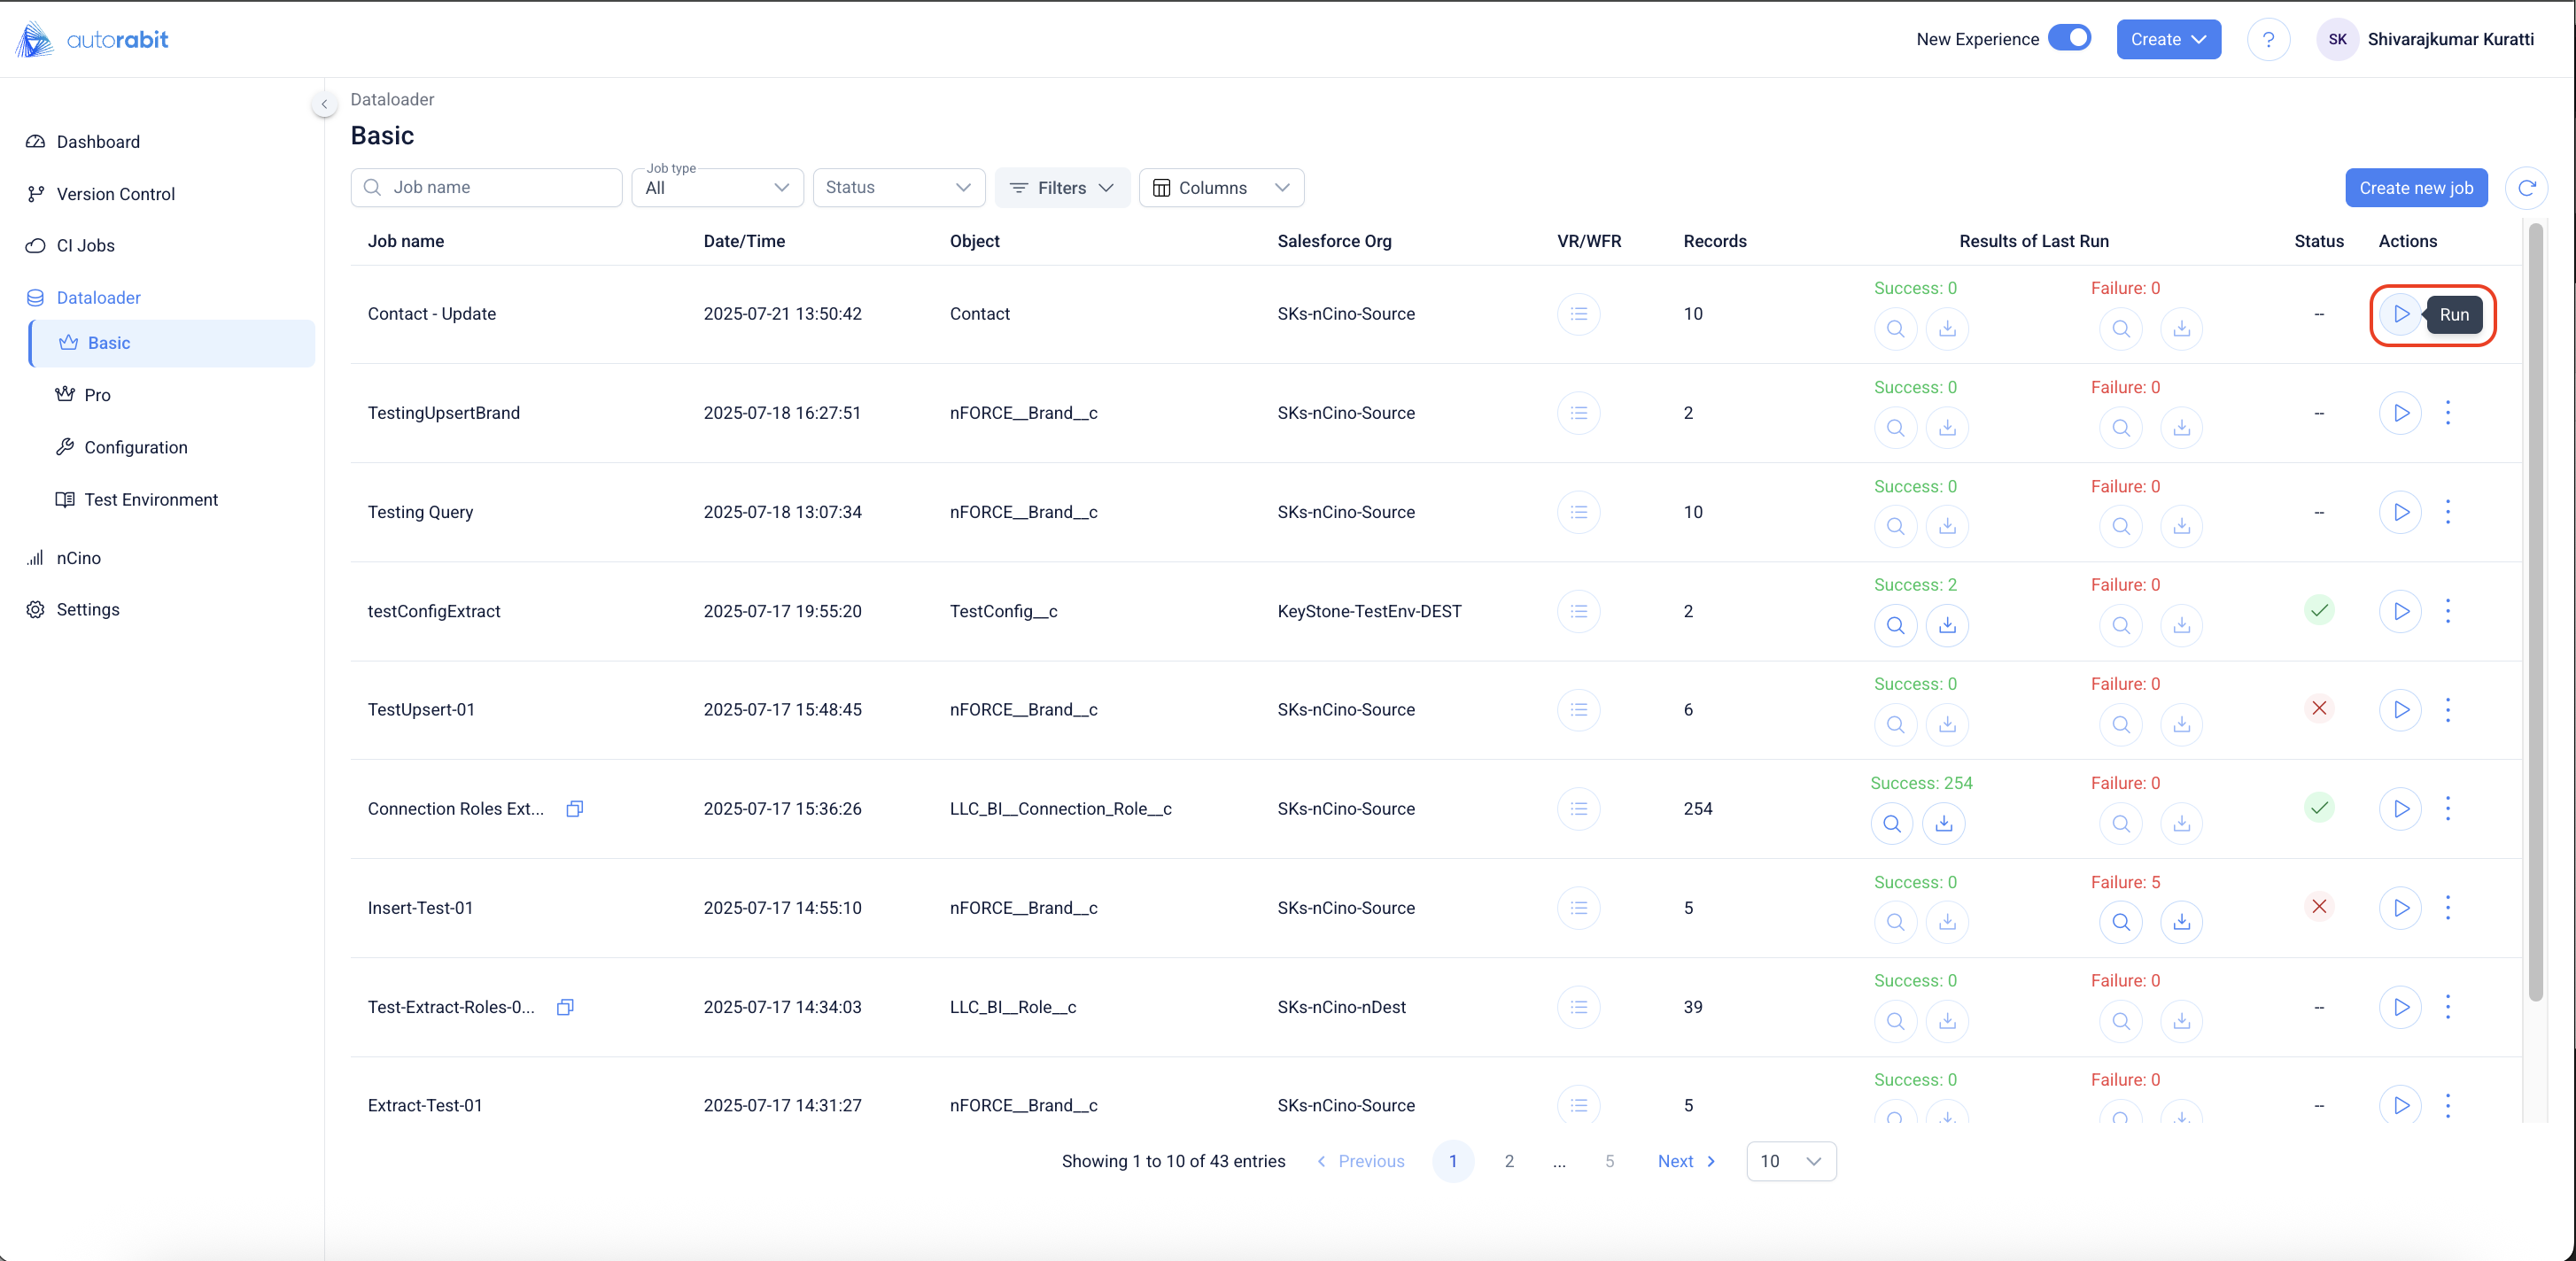 autorabit
New Experience Create ? SK Shivarajkumar Kuratti
Dashboard
Version Control
CI Jobs
Dataloader
Basic
Pro
Configuration
Test Environment
nCino
Settings
Dataloader
Basic
Job name Job type All Status Filters Columns Create new job
Job name Date/Time Object Salesforce Org VR/WFR Records Results of Last Run Status Actions
Contact - Update 2025-07-21 13:50:42 Contact SKs-nCino-Source 10 Success: 0 Failure: 0 -- Run
TestingUpsertBrand 2025-07-18 16:27:51 nFORCE__Brand__c SKs-nCino-Source 2 Success: 0 Failure: 0 --
Testing Query 2025-07-18 13:07:34 nFORCE__Brand__c SKs-nCino-Source 10 Success: 0 Failure: 0 --
testConfigExtract 2025-07-17 19:55:20 TestConfig__c KeyStone-TestEnv-DEST 2 Success: 2 Failure: 0
TestUpsert-01 2025-07-17 15:48:45 nFORCE__Brand__c SKs-nCino-Source 6 Success: 0 Failure: 0
Connection Roles Ext... 2025-07-17 15:36:26 LLC_BI__Connection_Role__c SKs-nCino-Source 254 Success: 254 Failure: 0
Insert-Test-01 2025-07-17 14:55:10 nFORCE__Brand__c SKs-nCino-Source 5 Success: 0 Failure: 5
Test-Extract-Roles-0... 2025-07-17 14:34:03 LLC_BI__Role__c SKs-nCino-nDest 39 Success: 0 Failure: 0 --
Extract-Test-01 2025-07-17 14:31:27 nFORCE__Brand__c SKs-nCino-Source 5 Success: 0 Failure: 0 --
Showing 1 to 10 of 43 entries Previous 1 2 ... 5 Next 10